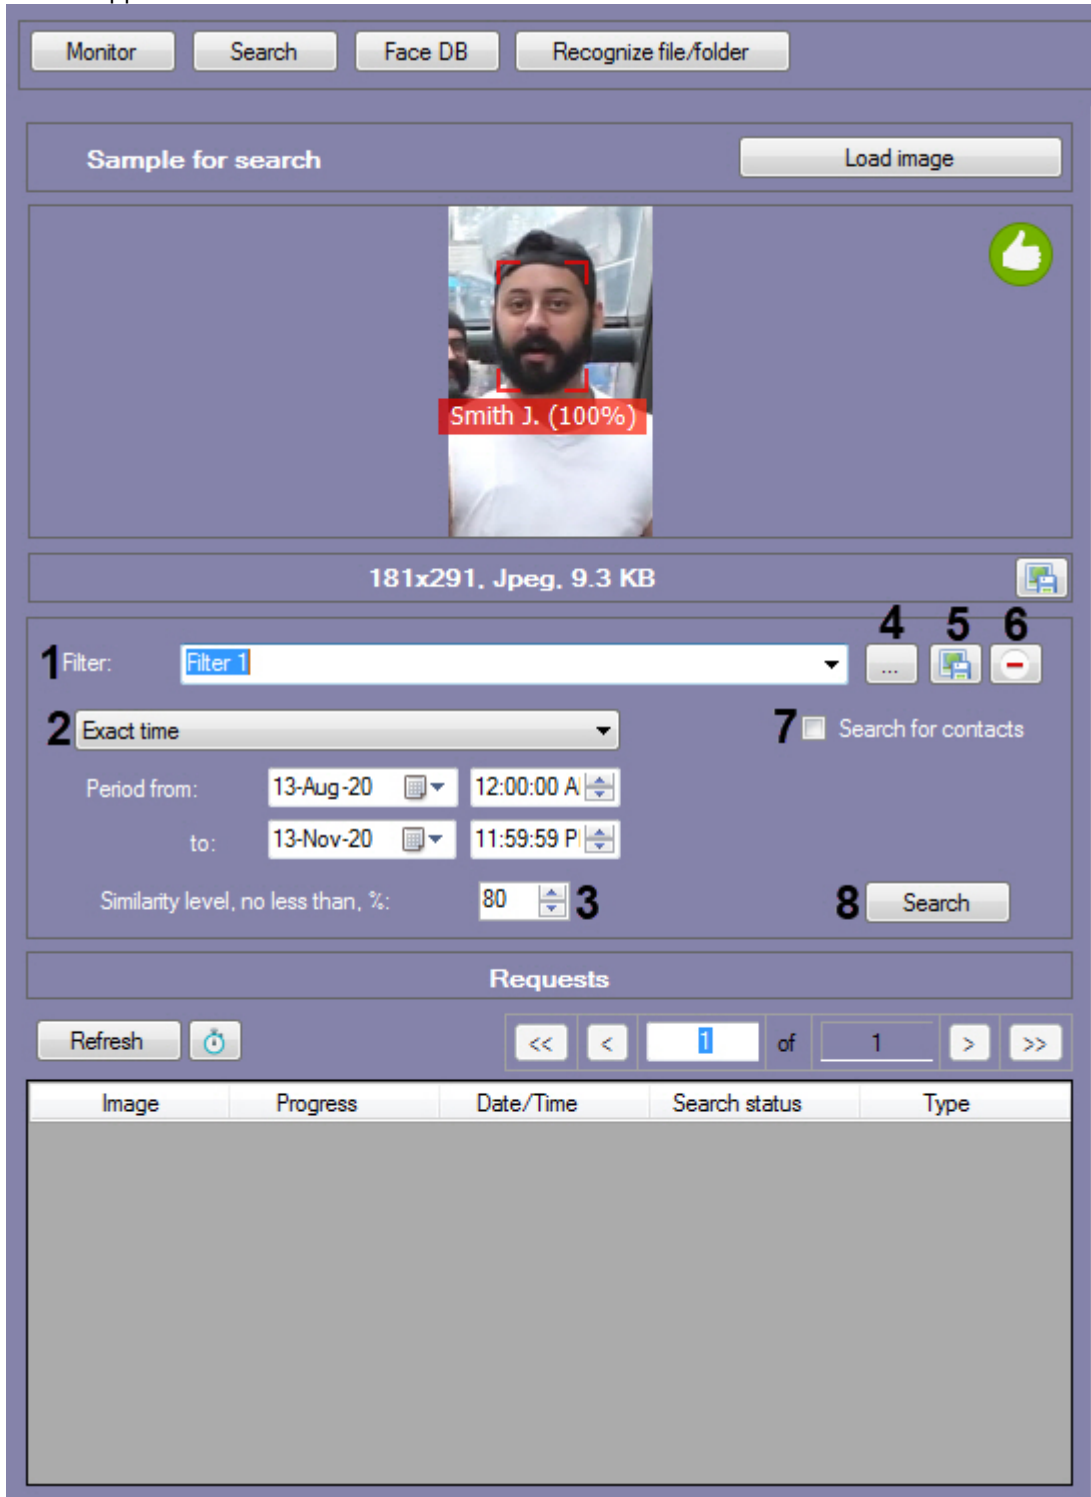 Monitor Search Face DB Recognize file/folder
Sample for search Load image
Smith J. (100%)
181x291, Jpeg, 9.3 KB
4 5 6
1 Filter: Filter 1 ...
2 Exact time 7 Search for contacts
Period from: 13-Aug-20 12:00:00 A
to: 13-Nov-20 11:59:59 P
Similarity level, no less than, %: 80 3 8 Search
Requests
Refresh << < 1 of 1 > >>
Image Progress Date/Time Search status Type